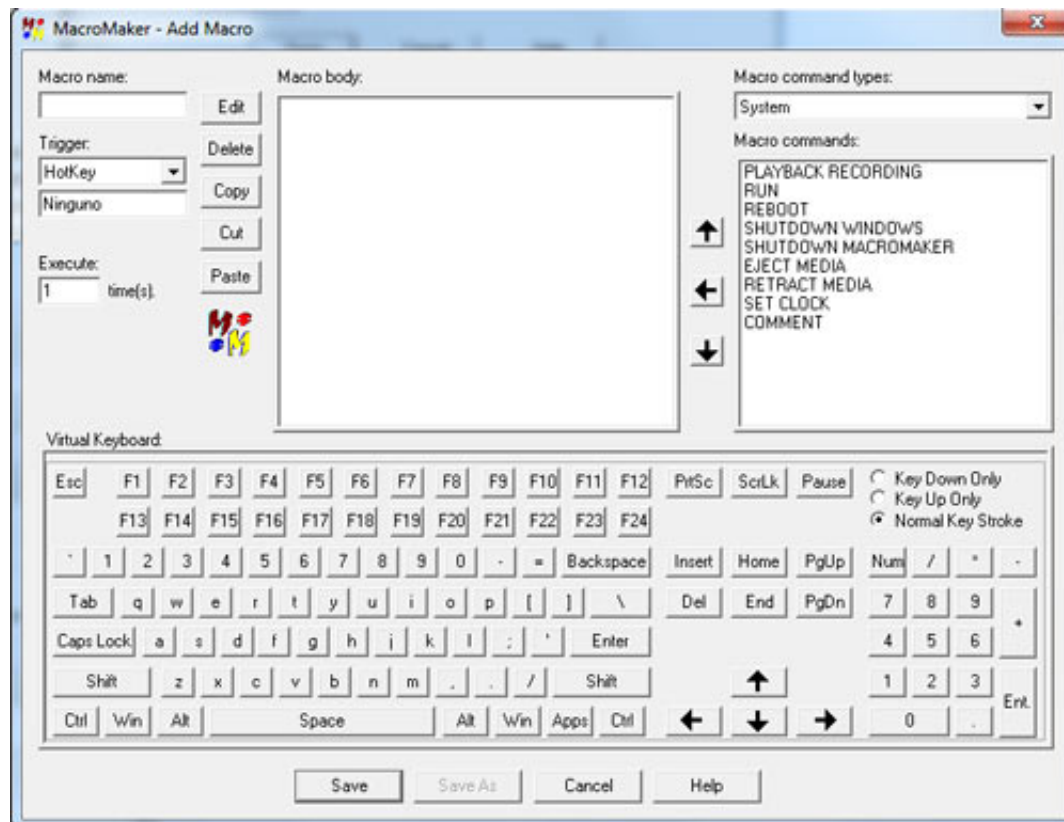 MacroMaker - Add Macro
Macro name:
Macro body:
Macro command types:
Edit
System
Trigger:
Delete
Macro commands:
HotKey
Copy
Ninguno
Cut
Execute:
Paste
1 time(s).
PLAYBACK RECORDING
RUN
REBOOT
SHUTDOWN WINDOWS
SHUTDOWN MACROMAKER
EJECT MEDIA
RETRACT MEDIA
SET CLOCK
COMMENT
Virtual Keyboard:
Esc F1 F2 F3 F4 F5 F6 F7 F8 F9 F10 F11 F12 PrtSc ScrLk Pause
Key Down Only
Key Up Only
Normal Key Stroke
F13 F14 F15 F16 F17 F18 F19 F20 F21 F22 F23 F24
` 1 2 3 4 5 6 7 8 9 0 - = Backspace Insert Home PgUp Num / * -
Tab q w e r t y u i o p [ ] \ Del End PgDn 7 8 9 +
Caps Lock a s d f g h j k l ; ' Enter 4 5 6
Shift z x c v b n m , . / Shift 1 2 3 Ent.
Ctrl Win Alt Space Alt Win Apps Ctrl 0 .
Save Save As Cancel Help